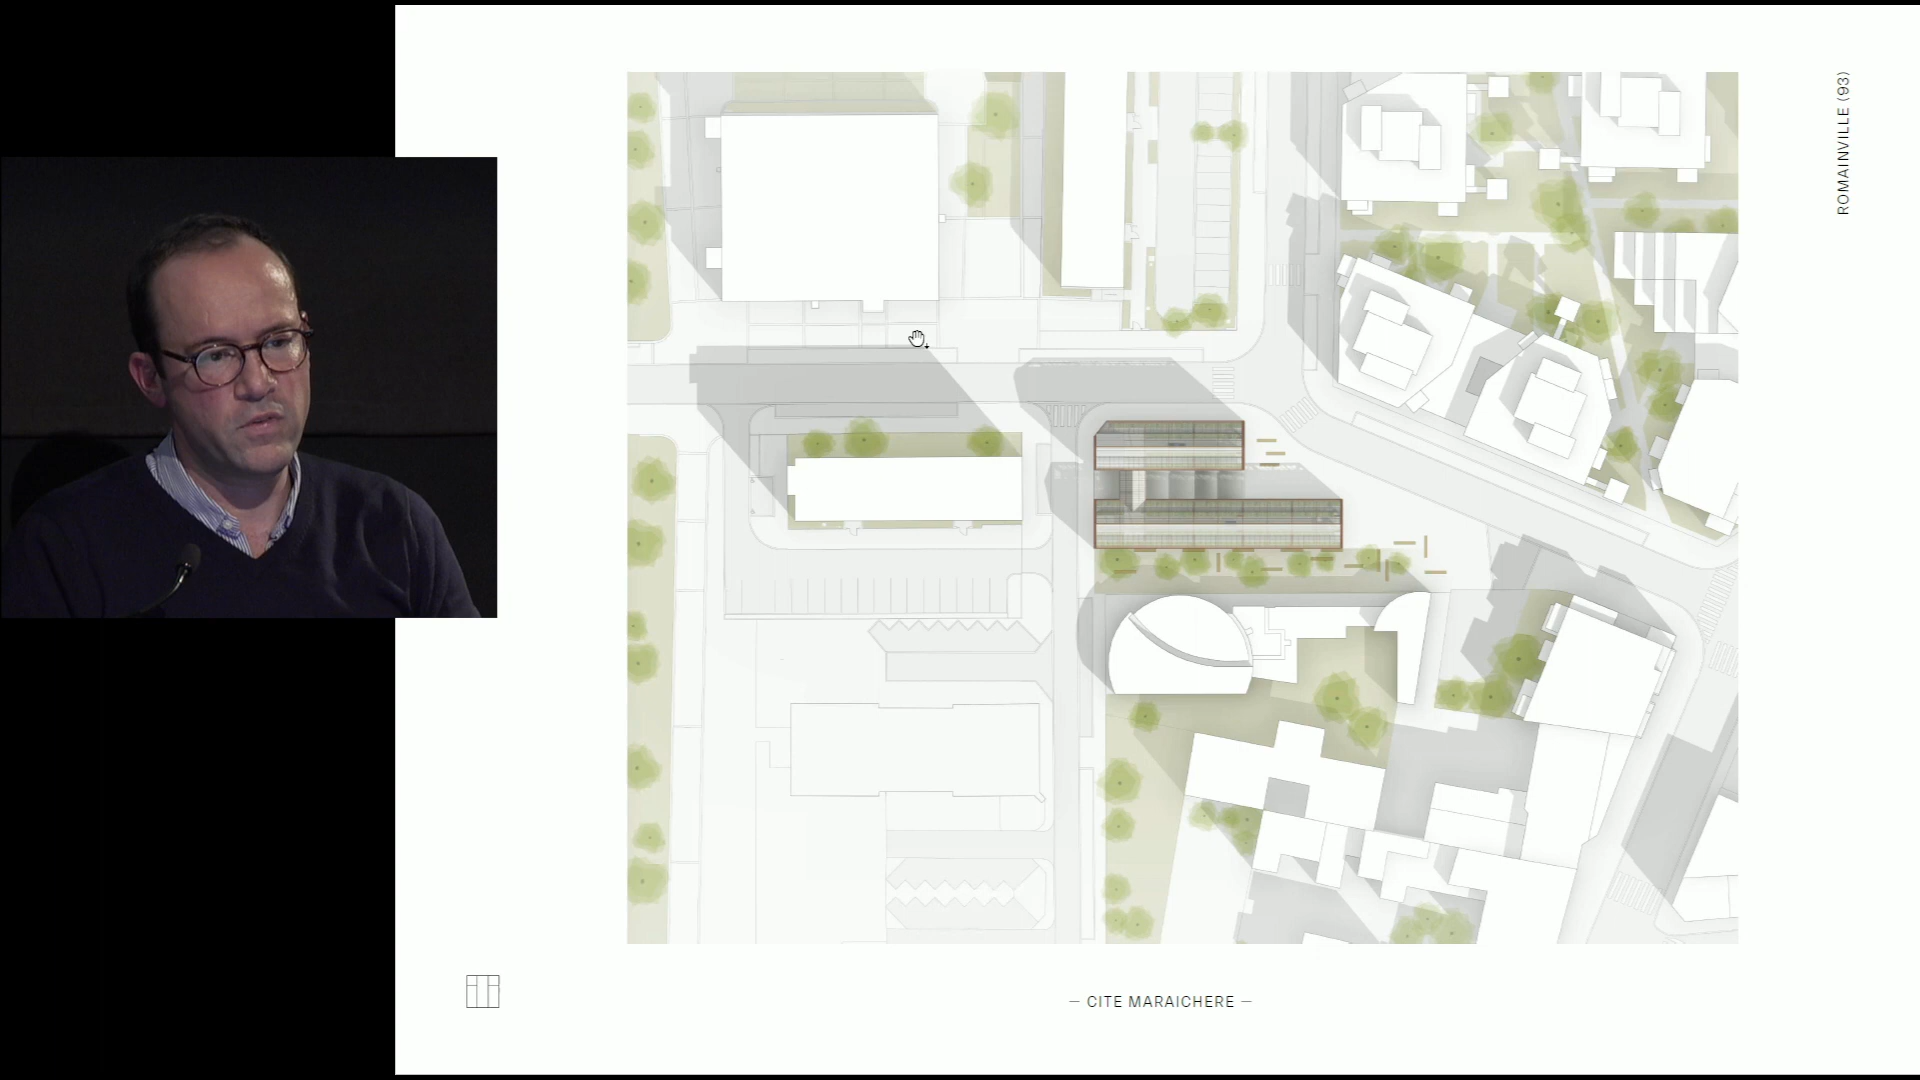 ROMAINVILLE (93)
— CITE MARAICHERE —